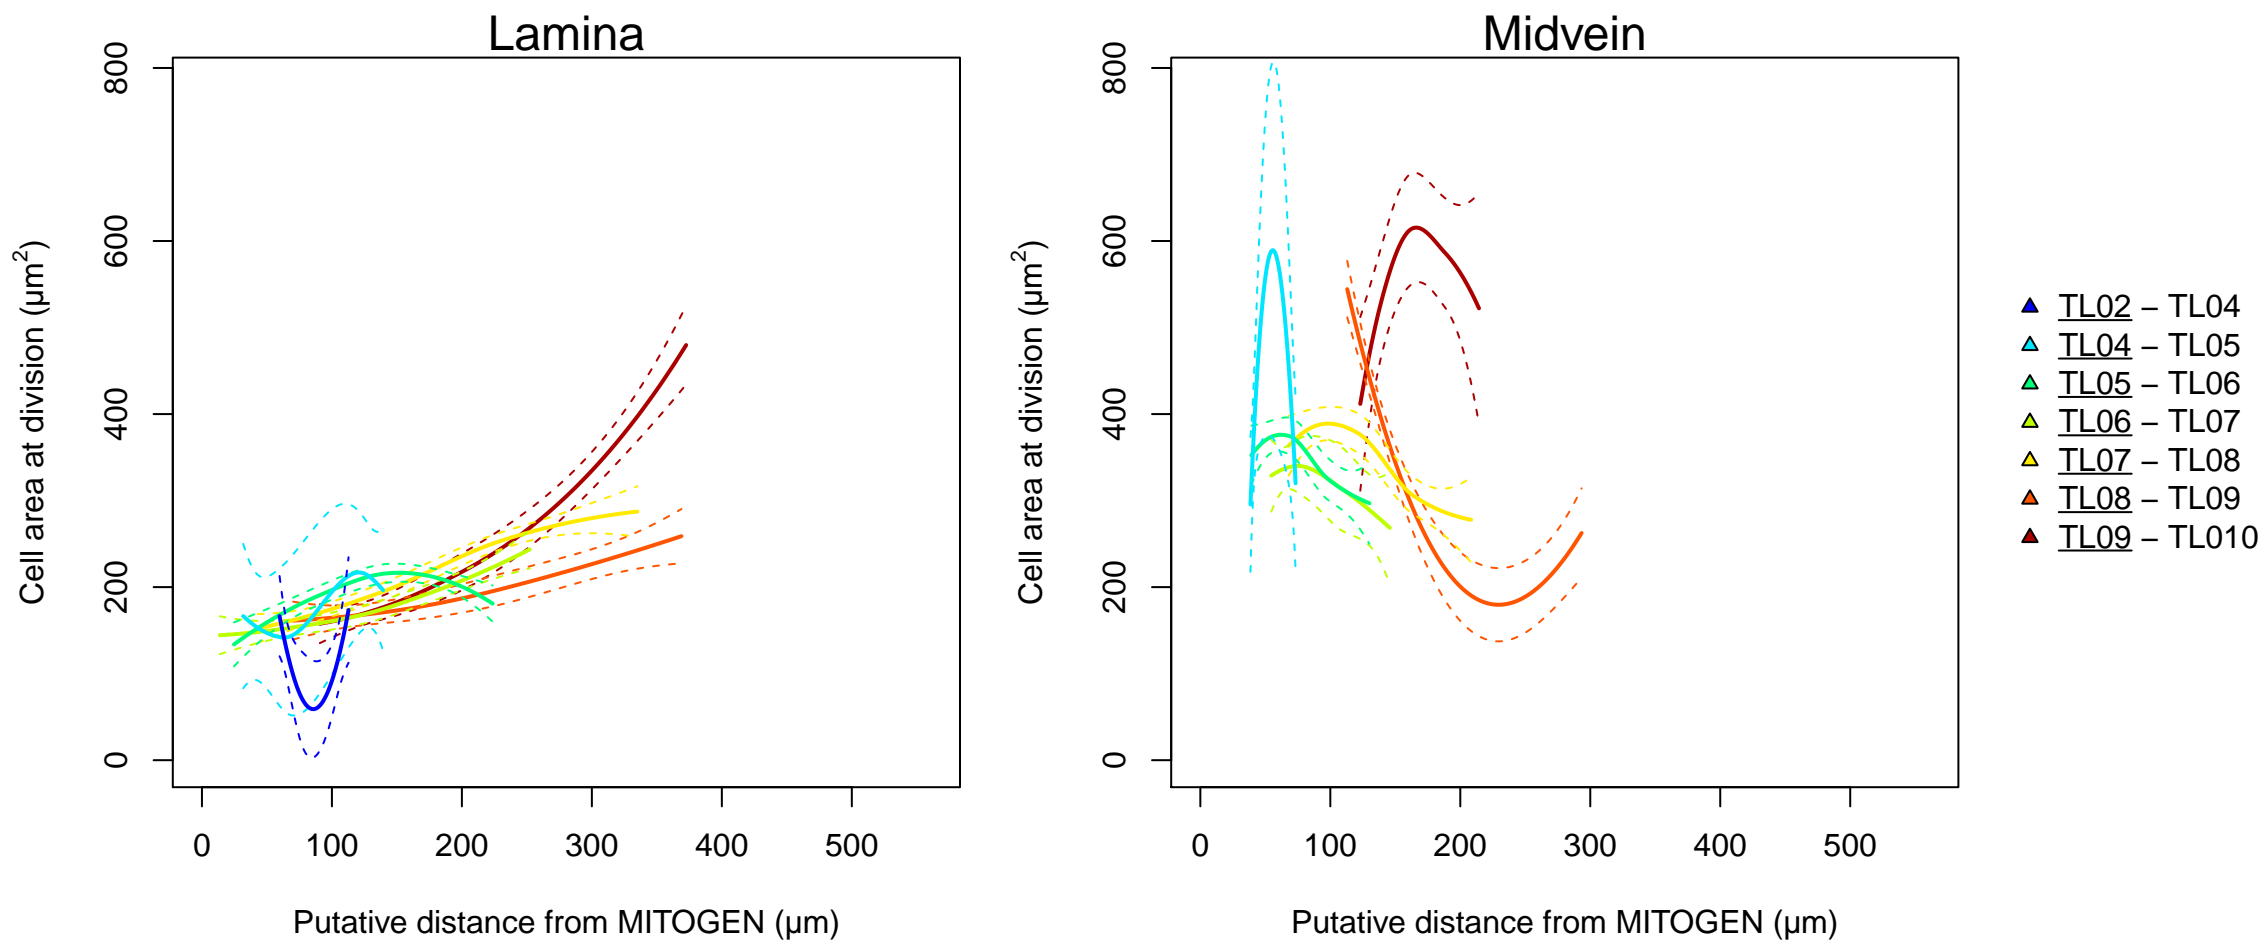 Lamina
Cell area at division (µm²)
800
600
400
200
0
0 100 200 300 400 500
Putative distance from MITOGEN (µm)
Midvein
Cell area at division (µm²)
800
600
400
200
0
0 100 200 300 400 500
Putative distance from MITOGEN (µm)
TL02 – TL04
TL04 – TL05
TL05 – TL06
TL06 – TL07
TL07 – TL08
TL08 – TL09
TL09 – TL010